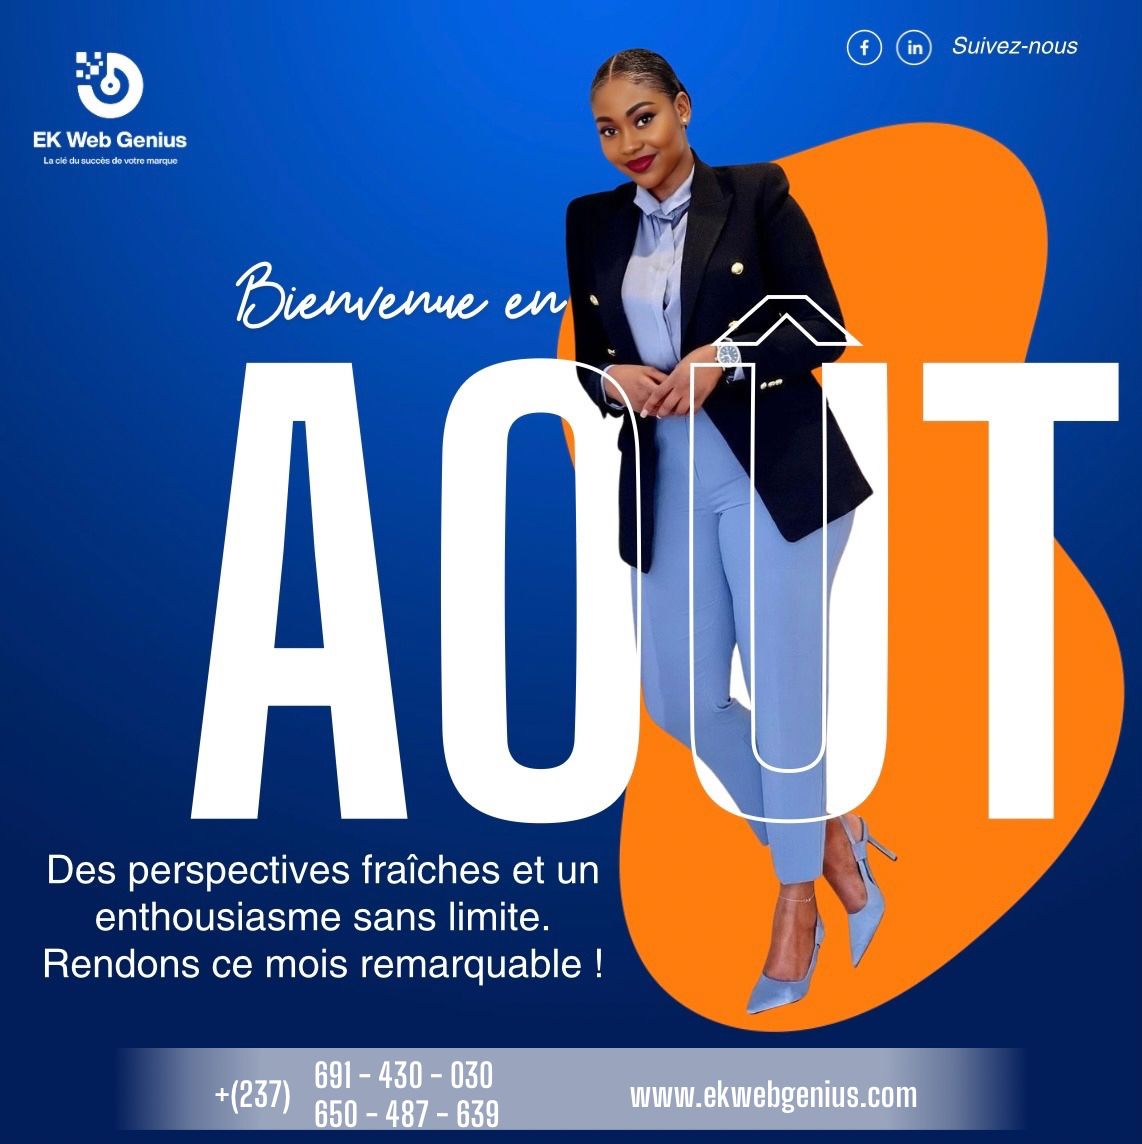 Suivez-nous
EK Web Genius
La clé du succès de votre marque
Bienvenue en
AOÛT
Des perspectives fraîches et un
enthousiasme sans limite.
Rendons ce mois remarquable !
+(237)
691 - 430 - 030
650 - 487 - 639
www.ekwebgenius.com